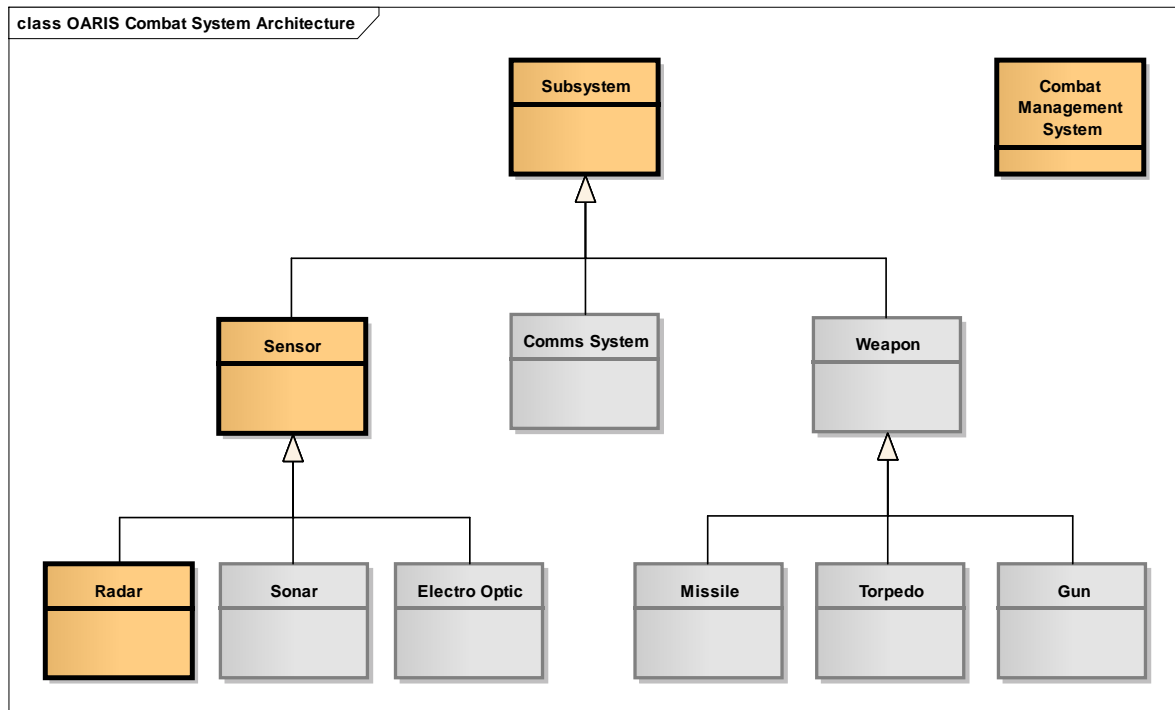 class OARIS Combat System Architecture
Subsystem
Combat
Management
System
Sensor
Comms System
Weapon
Radar
Sonar
Electro Optic
Missile
Torpedo
Gun